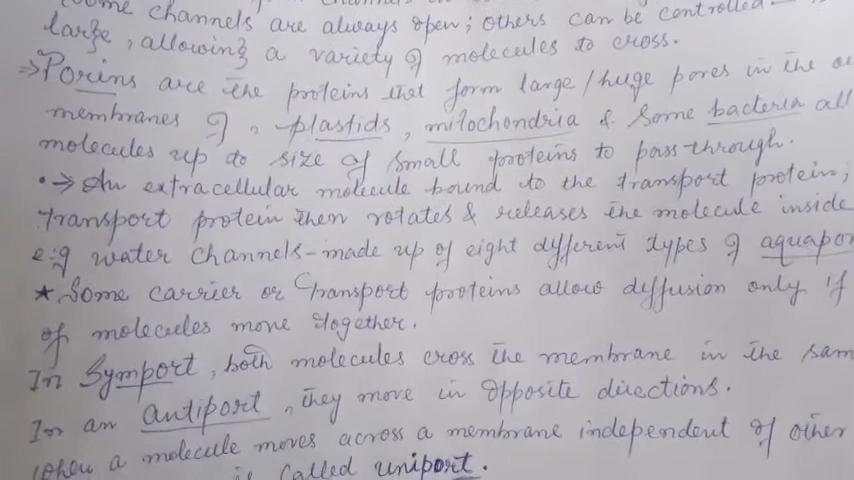 Some channels are always open; others can be controlled.
large, allowing a variety of molecules to cross.
⇒ Porins are the proteins that form large/huge pores in the ou
membranes of, plastids, mitochondria & some bacteria all
molecules up to size of small proteins to pass through.
• → An extracellular molecule bound to the transport protein;
transport protein then rotates & releases the molecule inside
e.g water channels - made up of eight different types of aquapor
* Some carrier or transport proteins allow diffusion only if
of molecules move together.
In Symport, both molecules cross the membrane in the sam
In an antiport, they move in opposite directions.
When a molecule moves across a membrane independent of other
is called uniport.